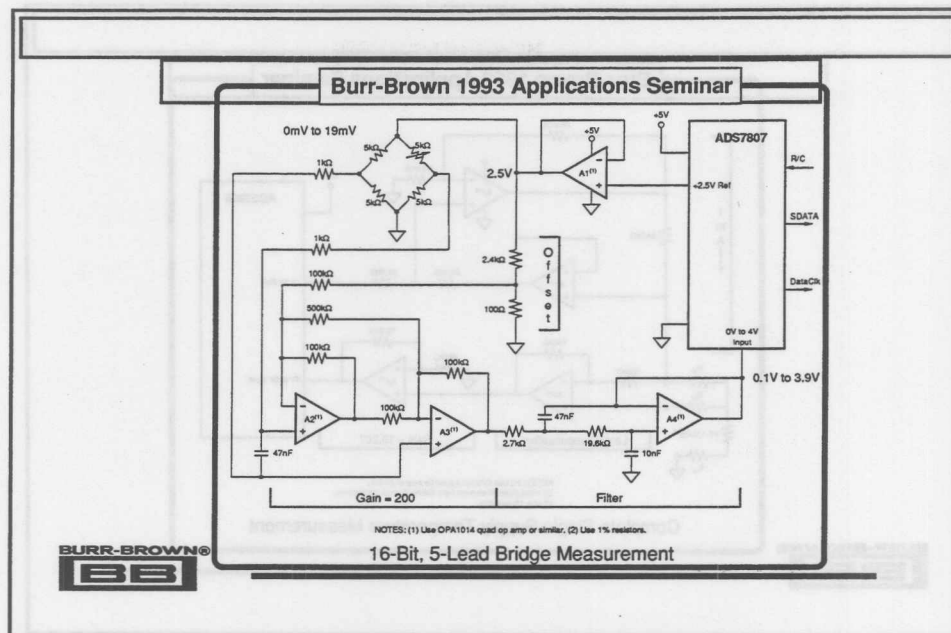 Burr-Brown 1993 Applications Seminar
0mV to 19mV
5kΩ
5kΩ
5kΩ
5kΩ
1kΩ
2.5V
+5V
A1(1)
+5V
ADS7807
R/C
+2.5V Ref
SDATA
DataClk
0V to 4V
Input
0.1V to 3.9V
1kΩ
100kΩ
500kΩ
100kΩ
2.4kΩ
100Ω
Offset
100kΩ
100kΩ
A2(1)
A3(1)
47nF
2.7kΩ
47nF
19.6kΩ
10nF
A4(1)
Gain = 200
Filter
NOTES: (1) Use OPA1014 quad op amp or similar, (2) Use 1% resistors.
16-Bit, 5-Lead Bridge Measurement
BURR-BROWN®
BB